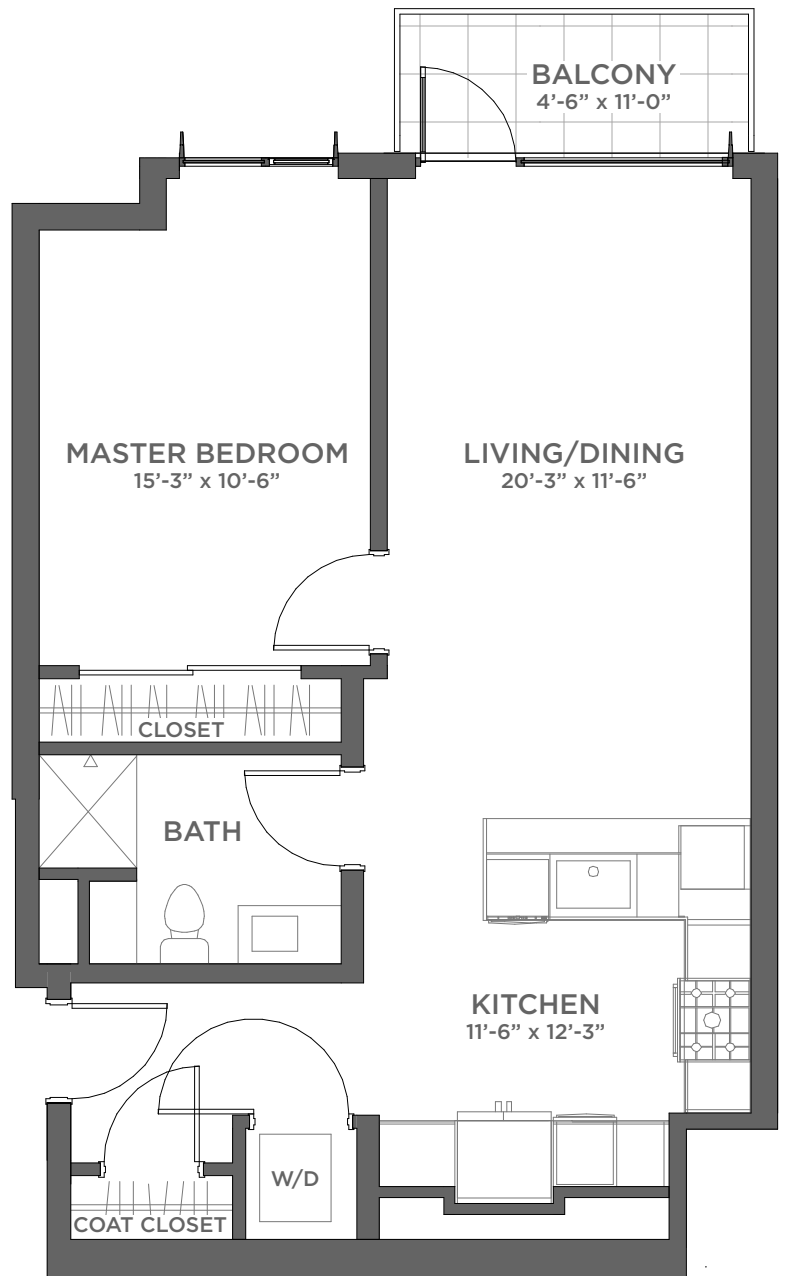 BALCONY
4’-6” x 11’-0”
MASTER BEDROOM
15’-3” x 10’-6”
LIVING/DINING
20’-3” x 11’-6”
CLOSET
BATH
KITCHEN
11’-6” x 12’-3”
W/D
COAT CLOSET